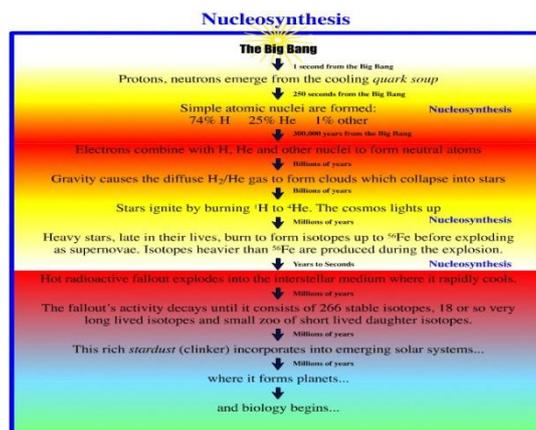 Nucleosynthesis
The Big Bang
1 second from the Big Bang
Protons, neutrons emerge from the cooling quark soup
250 seconds from the Big Bang
Simple atomic nuclei are formed: Nucleosynthesis
74% H 25% He 1% other
300,000 years from the Big Bang
Electrons combine with H, He and other nuclei to form neutral atoms
Billions of years
Gravity causes the diffuse H₂/He gas to form clouds which collapse into stars
Billions of years
Stars ignite by burning ¹H to ⁴He. The cosmos lights up
Millions of years Nucleosynthesis
Heavy stars, late in their lives, burn to form isotopes up to ⁵⁶Fe before exploding
as supernovae. Isotopes heavier than ⁵⁶Fe are produced during the explosion.
Years to Seconds Nucleosynthesis
Hot radioactive fallout explodes into the interstellar medium where it rapidly cools.
Millions of years
The fallout's activity decays until it consists of 266 stable isotopes, 18 or so very
long lived isotopes and small zoo of short lived daughter isotopes.
Millions of years
This rich stardust (clinker) incorporates into emerging solar systems...
Millions of years
where it forms planets...
and biology begins...